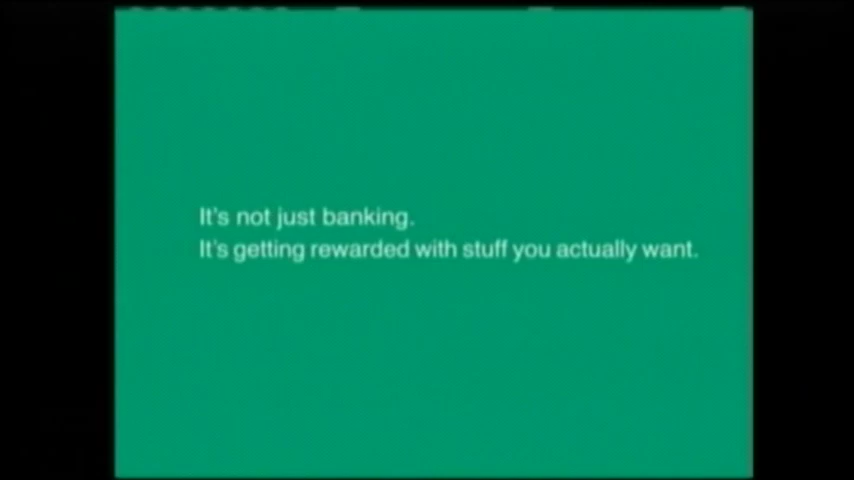 It's not just banking.
It's getting rewarded with stuff you actually want.